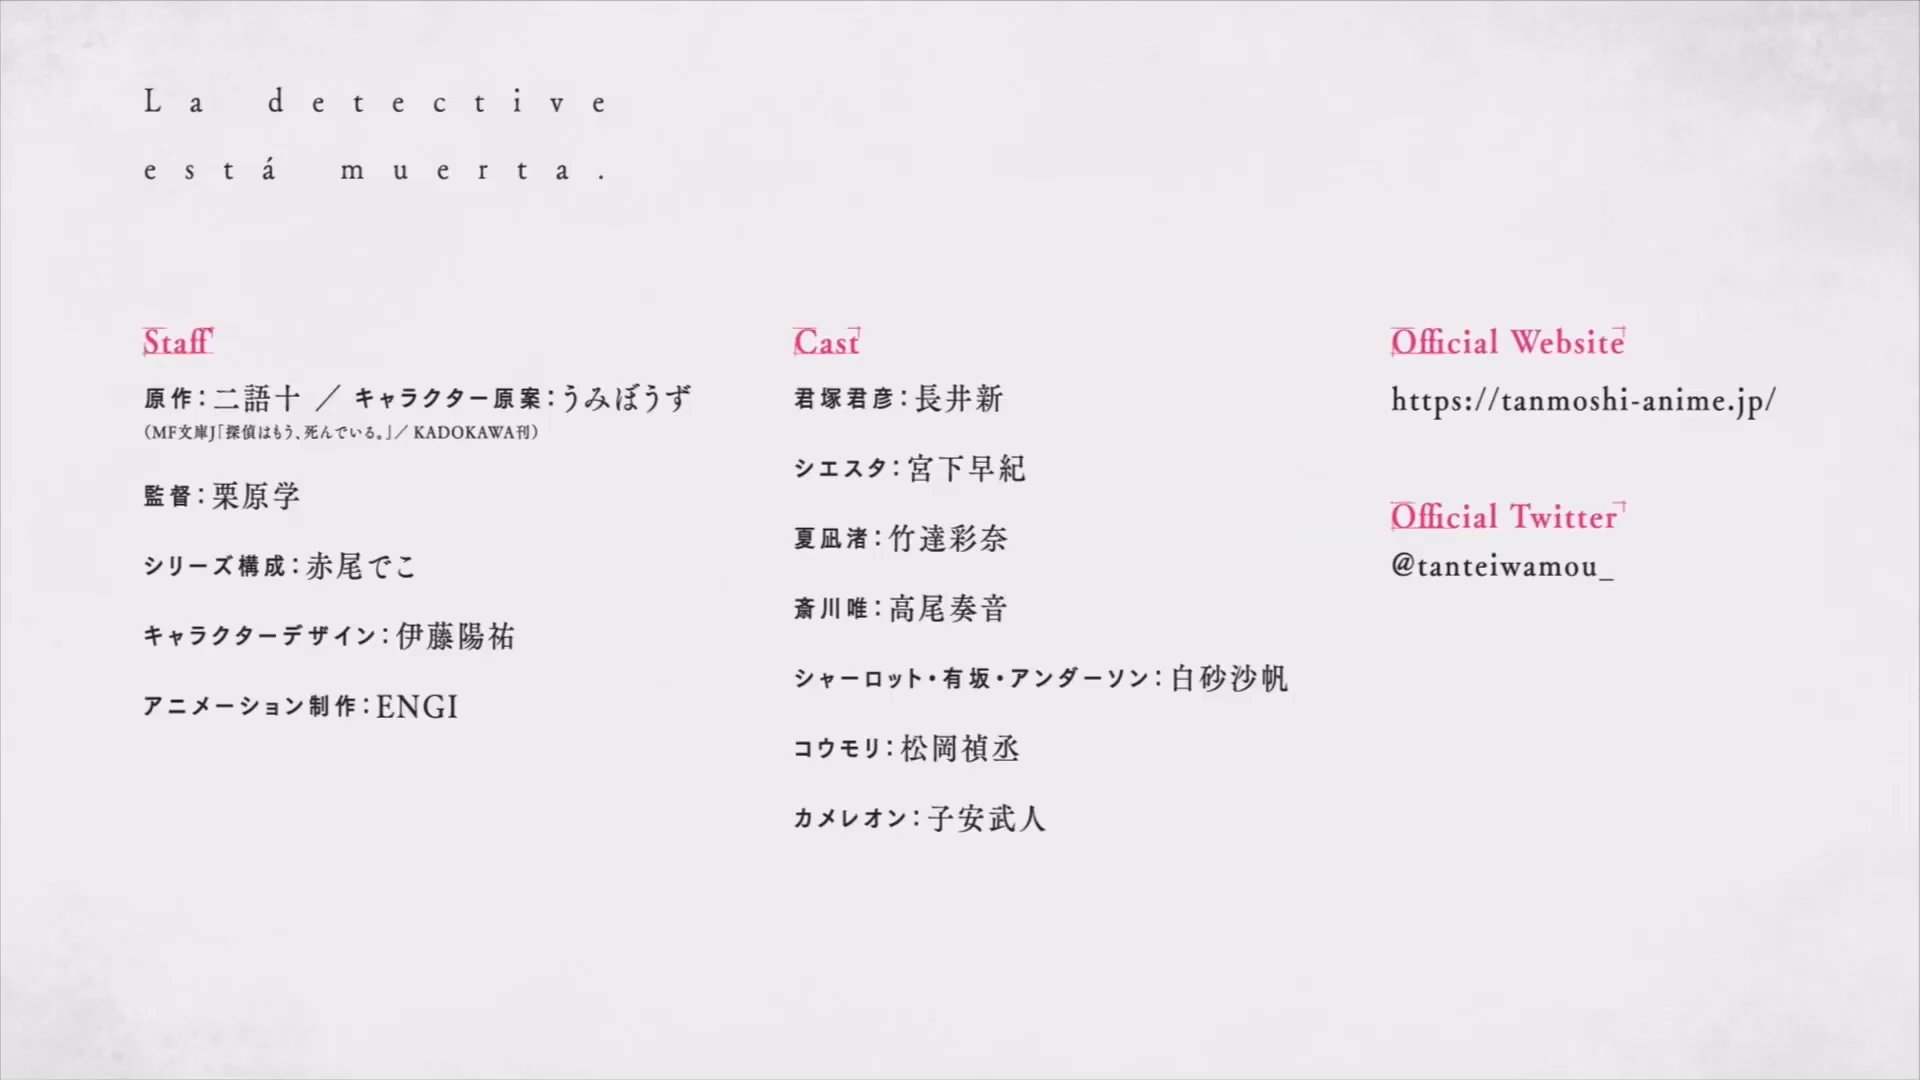 La detective
está muerta.
Staff
原作：二語十 ／ キャラクター原案：うみぼうず
（MF文庫J「探偵はもう、死んでいる。」／ KADOKAWA刊）
監督：栗原学
シリーズ構成：赤尾でこ
キャラクターデザイン：伊藤陽祐
アニメーション制作：ENGI
Cast
君塚君彦：長井新
シエスタ：宮下早紀
夏凪渚：竹達彩奈
斎川唯：高尾奏音
シャーロット・有坂・アンダーソン：白砂沙帆
コウモリ：松岡禎丞
カメレオン：子安武人
Official Website
https://tanmoshi-anime.jp/
Official Twitter
@tanteiwamou_